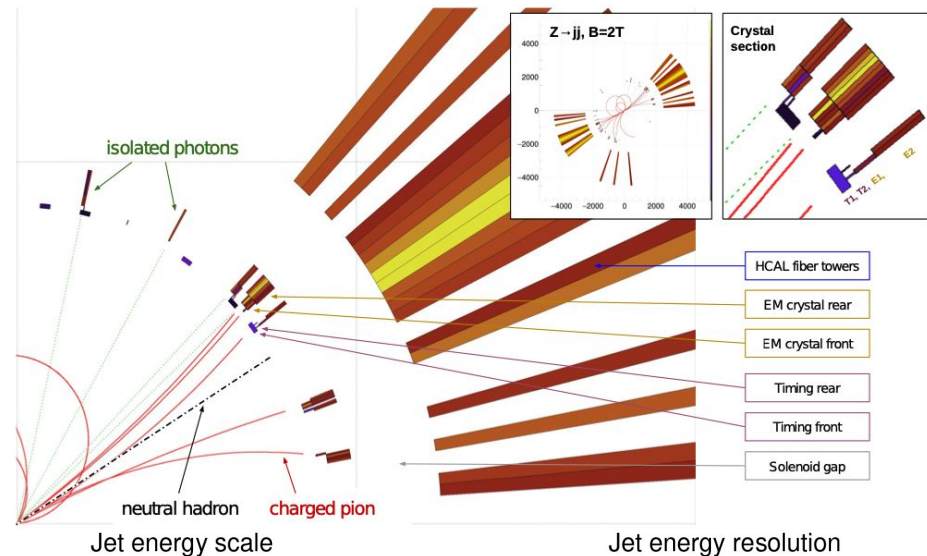 Z→jj, B=2T
4000
2000
0
−2000
−4000
−4000
−2000
0
2000
4000
Crystal
section
T1, T2, E1,
E2
isolated photons
HCAL fiber towers
EM crystal rear
EM crystal front
Timing rear
Timing front
Solenoid gap
neutral hadron
charged pion
Jet energy scale
Jet energy resolution